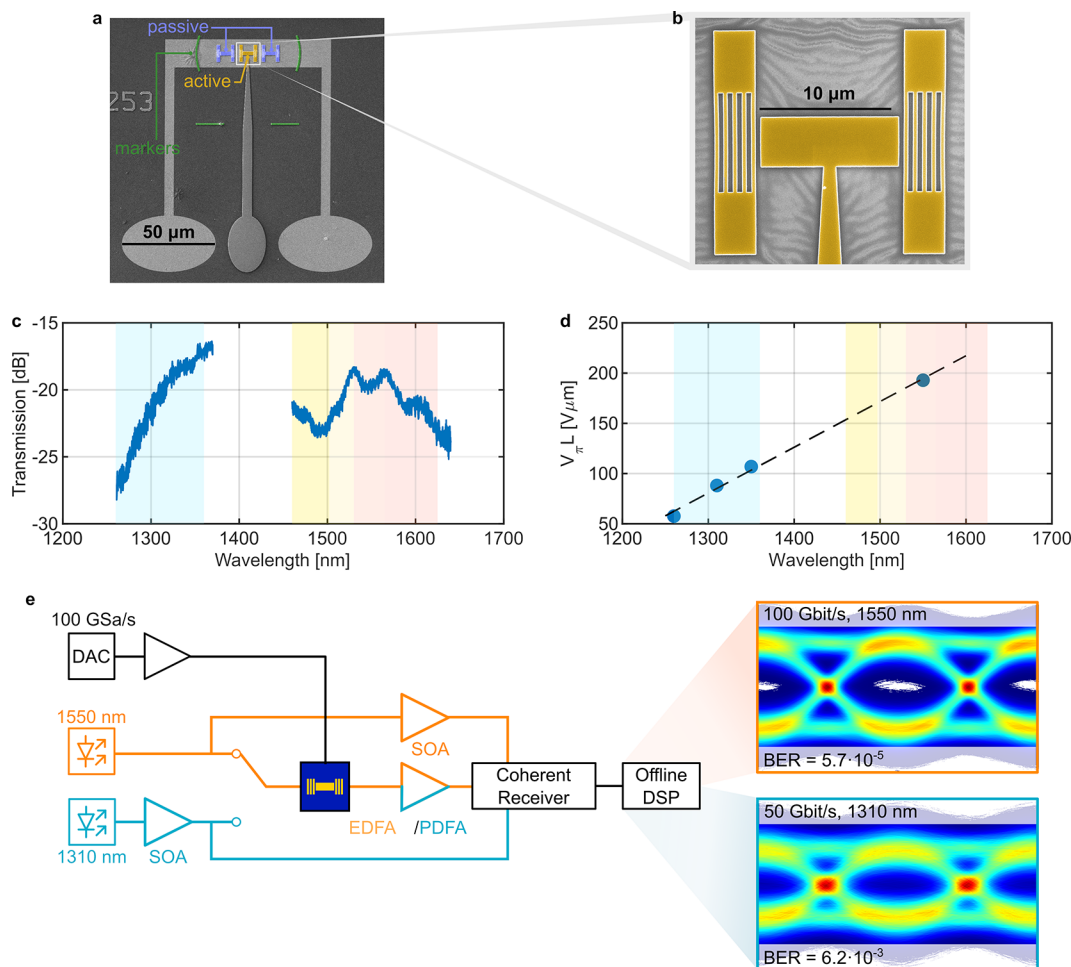 a
passive
active
253
markers
50 µm
b
10 µm
c
-15
-20
-25
-30
Transmission [dB]
1200
1300
1400
1500
1600
1700
Wavelength [nm]
d
250
200
150
100
50
VπL [Vµm]
1200
1300
1400
1500
1600
1700
Wavelength [nm]
e
100 GSa/s
DAC
1550 nm
SOA
EDFA /PDFA
1310 nm
SOA
Coherent
Receiver
Offline
DSP
100 Gbit/s, 1550 nm
BER = 5.7·10-5
50 Gbit/s, 1310 nm
BER = 6.2·10-3